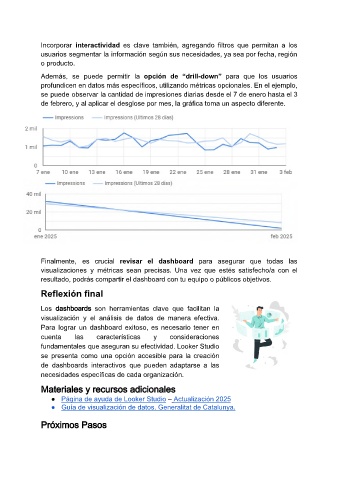 Incorporar interactividad es clave también, agregando filtros que permitan a los
usuarios segmentar la información según sus necesidades, ya sea por fecha, región
o producto.
Además, se puede permitir la opción de “drill-down” para que los usuarios
profundicen en datos más específicos, utilizando métricas opcionales. En el ejemplo,
se puede observar la cantidad de impresiones diarias desde el 7 de enero hasta el 3
de febrero, y al aplicar el desglose por mes, la gráfica toma un aspecto diferente.
Impressions Impressions (Últimos 28 días)
2 mil
1 mil
0
7 ene 10 ene 13 ene 16 ene 19 ene 22 ene 25 ene 28 ene 31 ene 3 feb
Impressions Impressions (Últimos 28 días)
40 mil
20 mil
0
ene 2025 feb 2025
Finalmente, es crucial revisar el dashboard para asegurar que todas las
visualizaciones y métricas sean precisas. Una vez que estés satisfecho/a con el
resultado, podrás compartir el dashboard con tu equipo o públicos objetivos.
Reflexión final
Los dashboards son herramientas clave que facilitan la
visualización y el análisis de datos de manera efectiva.
Para lograr un dashboard exitoso, es necesario tener en
cuenta las características y consideraciones
fundamentales que aseguran su efectividad. Looker Studio
se presenta como una opción accesible para la creación
de dashboards interactivos que pueden adaptarse a las
necesidades específicas de cada organización.
Materiales y recursos adicionales
● Página de ayuda de Looker Studio – Actualización 2025
● Guía de visualización de datos. Generalitat de Catalunya.
Próximos Pasos